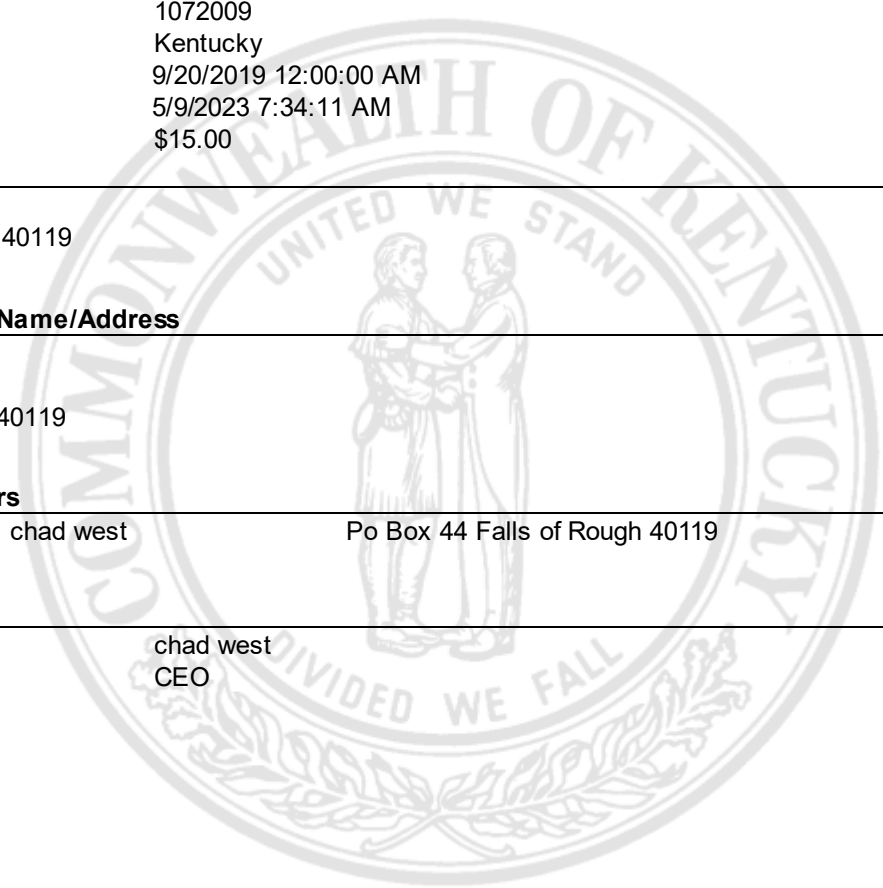 1072009
Kentucky
9/20/2019 12:00:00 AM
5/9/2023 7:34:11 AM
$15.00
40119
Name/Address
40119
rs
chad west Po Box 44 Falls of Rough 40119
chad west
CEO
COMMONWEALTH OF KENTUCKY
UNITED WE STAND
DIVIDED WE FALL